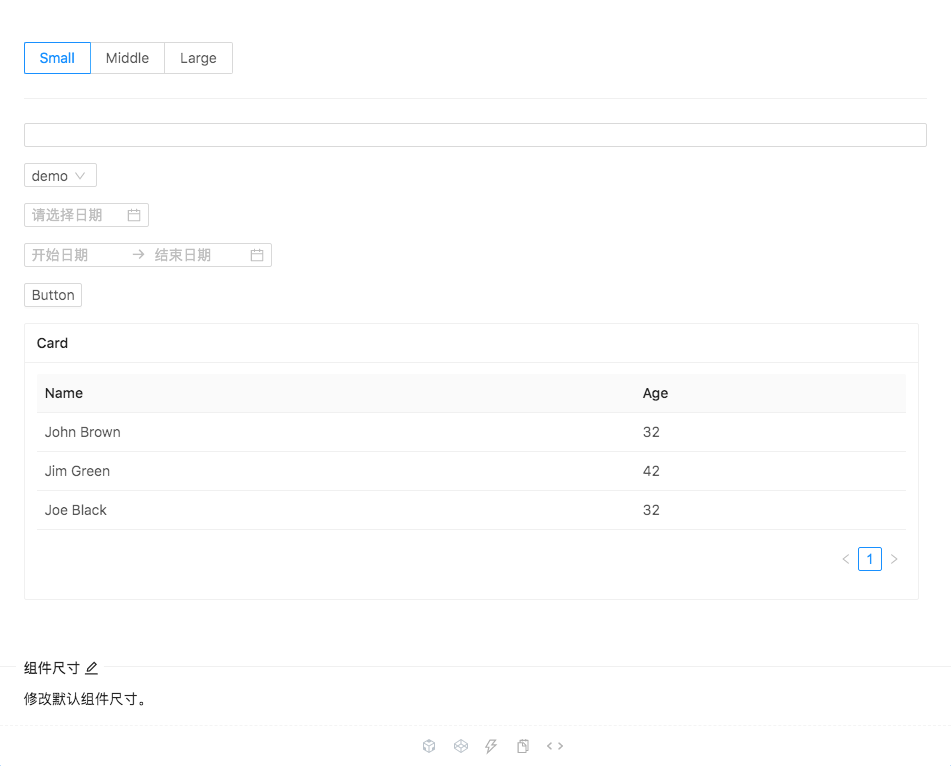 Small Middle Large
demo
请选择日期
开始日期 → 结束日期
Button
Card
Name Age
John Brown 32
Jim Green 42
Joe Black 32
< 1 >
组件尺寸
修改默认组件尺寸。